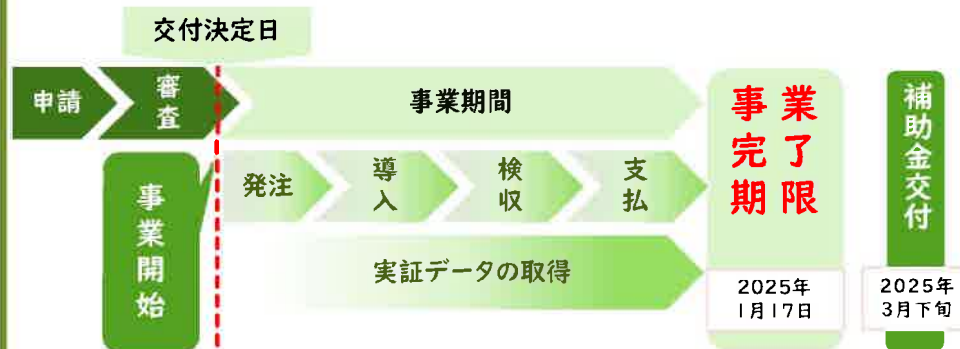 交付決定日
申請
審査
事業期間
事業
完了
期限
補助金交付
事業開始
発注
導入
検収
支払
実証データの取得
2025年
1月17日
2025年
3月下旬